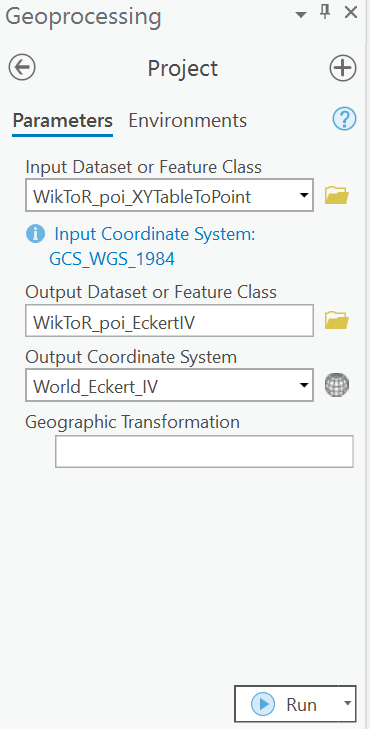 Geoprocessing
Project
Parameters Environments
Input Dataset or Feature Class
WikToR_poi_XYTableToPoint
Input Coordinate System:
GCS_WGS_1984
Output Dataset or Feature Class
WikToR_poi_EckertIV
Output Coordinate System
World_Eckert_IV
Geographic Transformation
Run